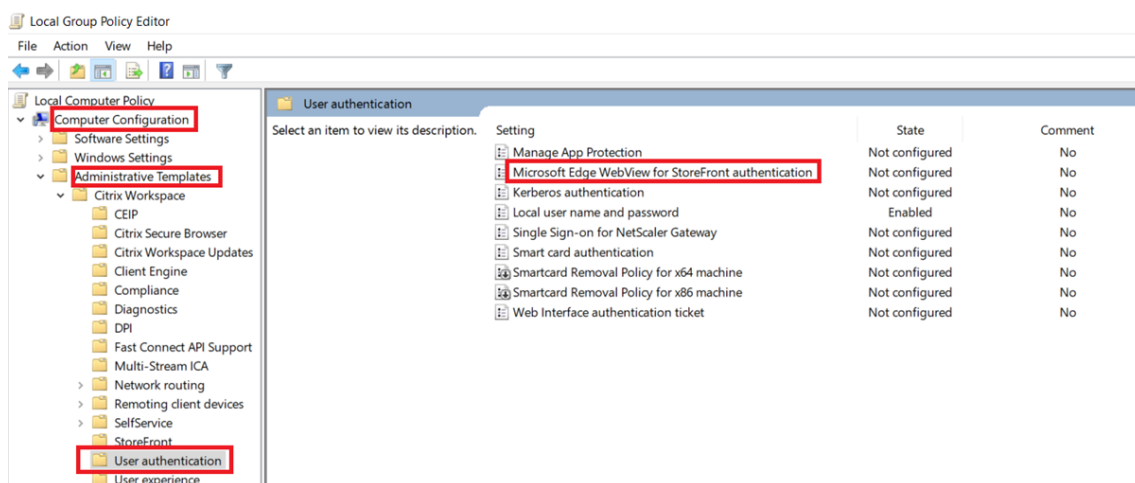 Local Group Policy Editor
File Action View Help
Local Computer Policy
Computer Configuration
Software Settings
Windows Settings
Administrative Templates
Citrix Workspace
CEIP
Citrix Secure Browser
Citrix Workspace Updates
Client Engine
Compliance
Diagnostics
DPI
Fast Connect API Support
Multi-Stream ICA
Network routing
Remoting client devices
SelfService
StoreFront
User authentication
User experience
User authentication
Select an item to view its description.
Setting State Comment
Manage App Protection Not configured No
Microsoft Edge WebView for StoreFront authentication Not configured No
Kerberos authentication Not configured No
Local user name and password Enabled No
Single Sign-on for NetScaler Gateway Not configured No
Smart card authentication Not configured No
Smartcard Removal Policy for x64 machine Not configured No
Smartcard Removal Policy for x86 machine Not configured No
Web Interface authentication ticket Not configured No